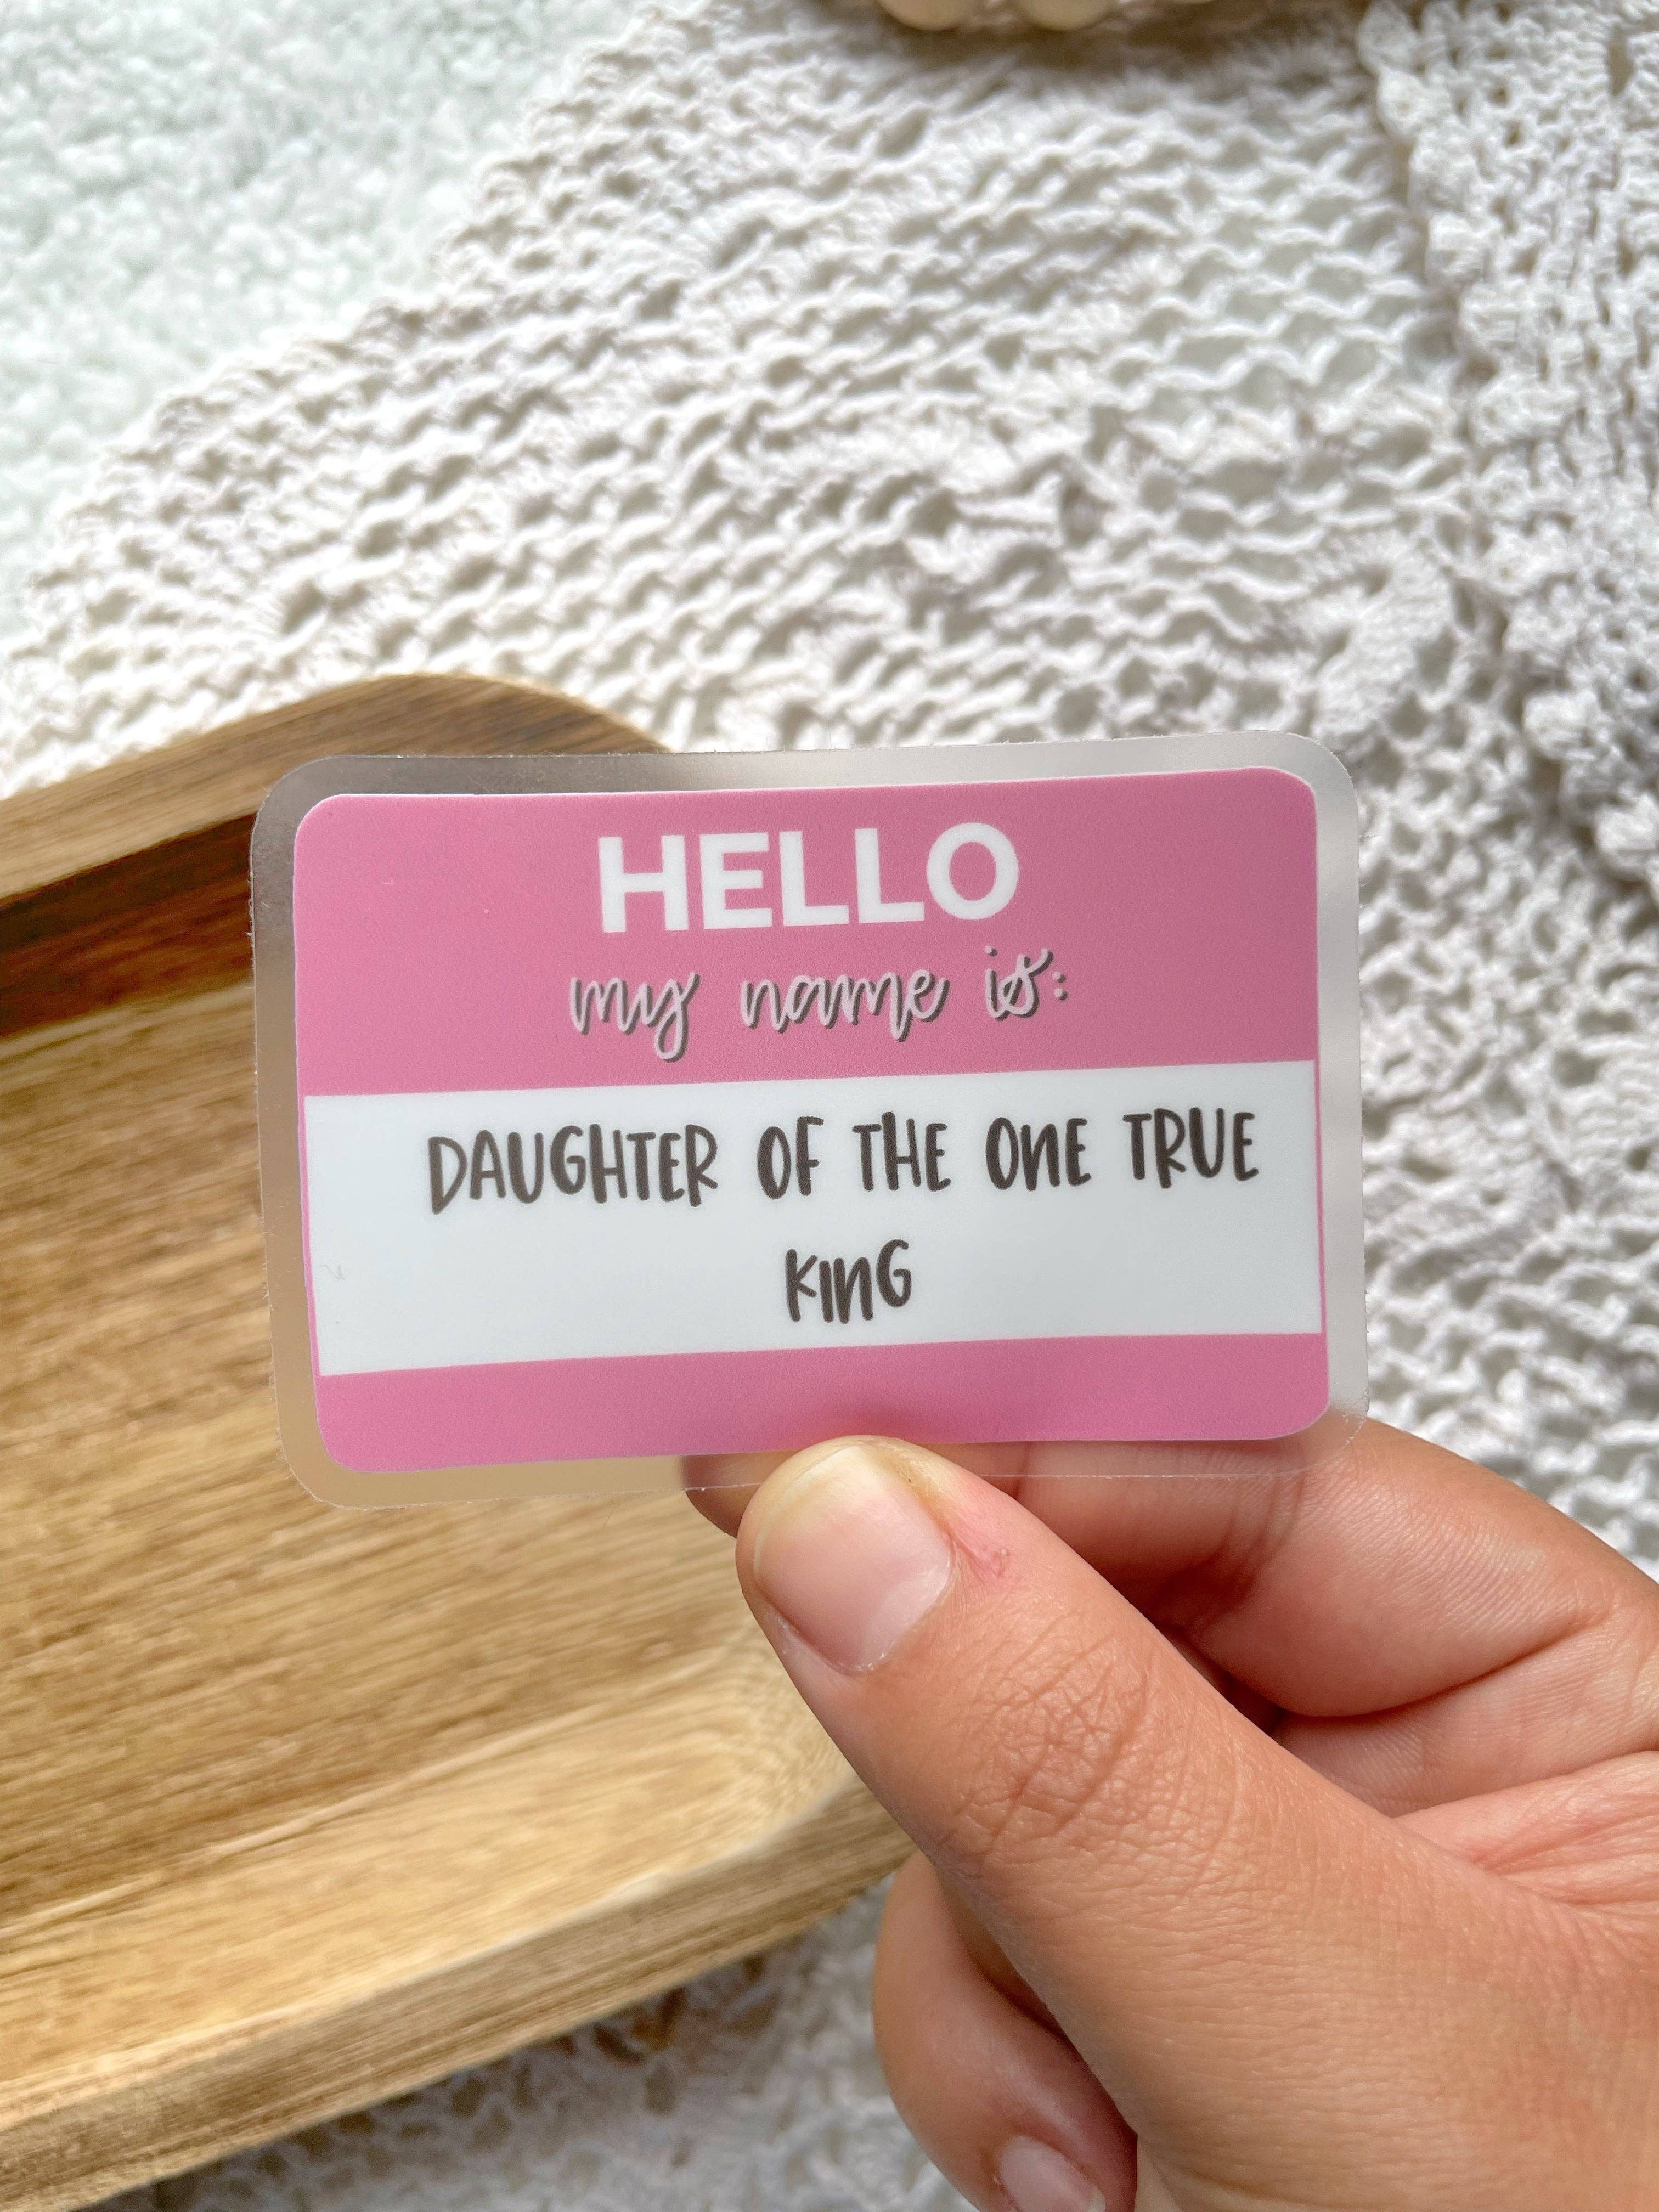 HELLO
my name is:
DAUGHTER OF THE ONE TRUE
KING